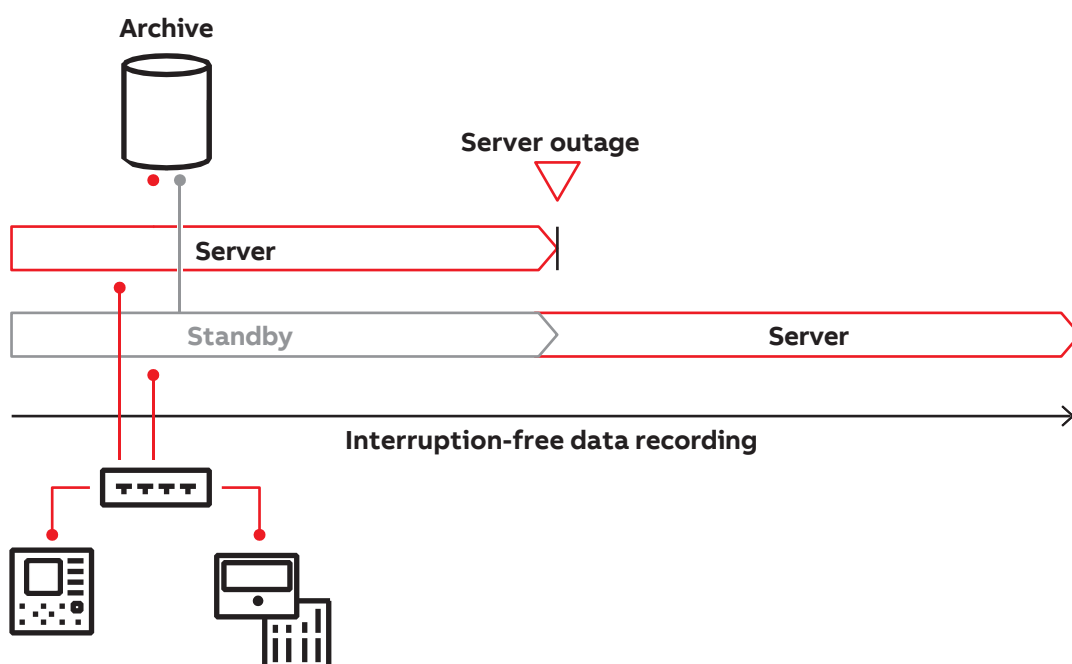 Archive
Server outage
Server
Standby
Server
Interruption-free data recording